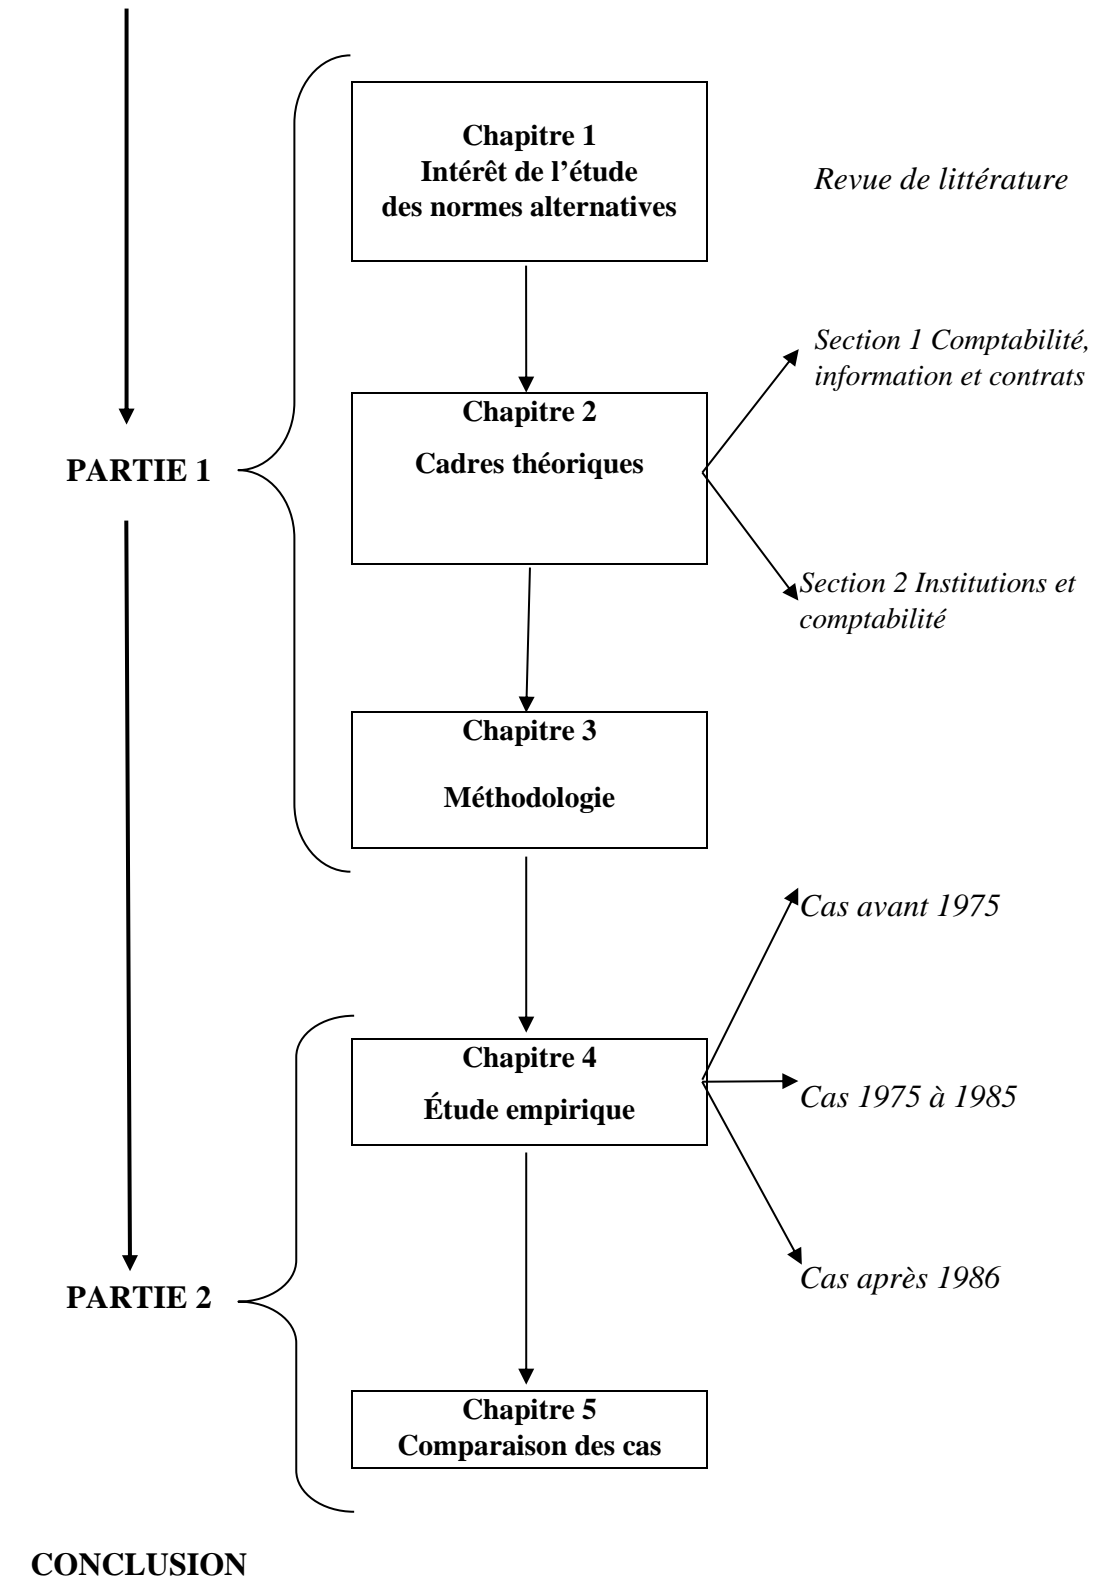 Chapitre 1
Intérêt de l’étude
des normes alternatives
Revue de littérature
Section 1 Comptabilité,
information et contrats
Chapitre 2
Cadres théoriques
PARTIE 1
Section 2 Institutions et
comptabilité
Chapitre 3
Méthodologie
Cas avant 1975
Chapitre 4
Étude empirique
Cas 1975 à 1985
Cas après 1986
PARTIE 2
Chapitre 5
Comparaison des cas
CONCLUSION